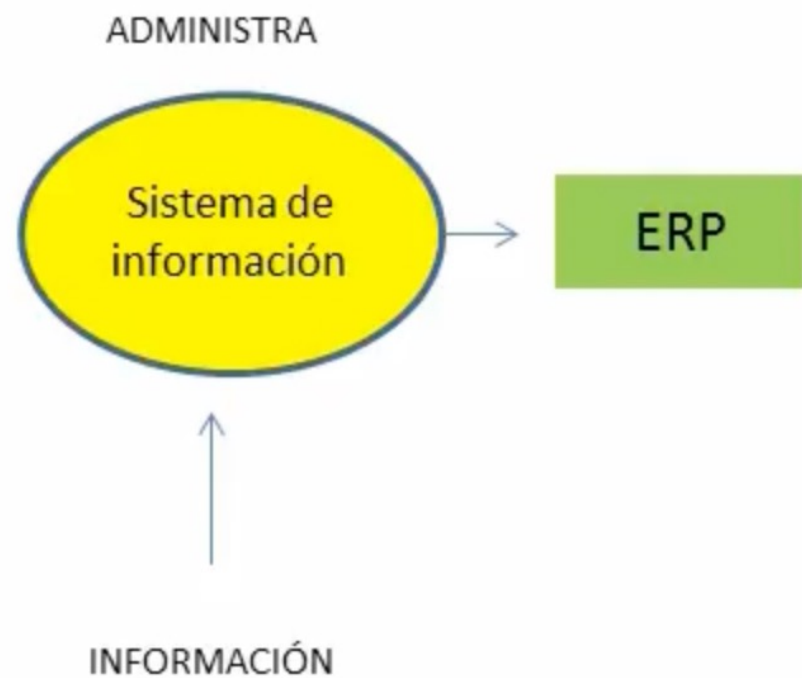 ADMINISTRA
Sistema de
información
ERP
INFORMACIÓN